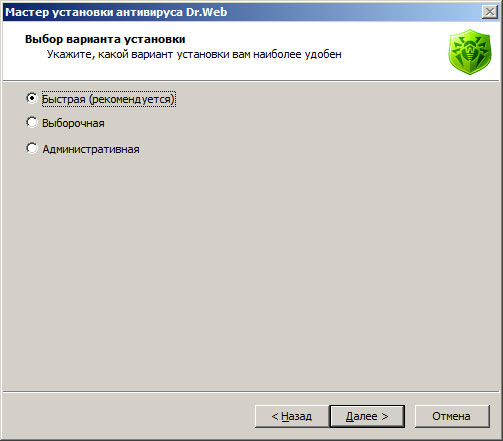 Мастер установки антивируса Dr.Web
Выбор варианта установки
Укажите, какой вариант установки вам наиболее удобен
Быстрая (рекомендуется)
Выборочная
Административная
< Назад Далее > Отмена